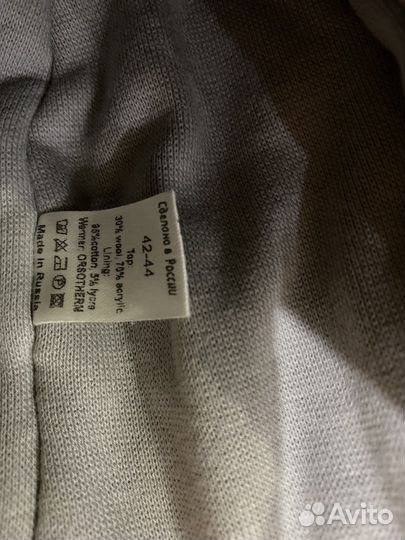 Сделано в России
42-44
Top:
30% wool, 70% acrylic
Lining:
95%cotton, 5% lycra
Warmer: ORSOTHERM
Made in Russia
Avito